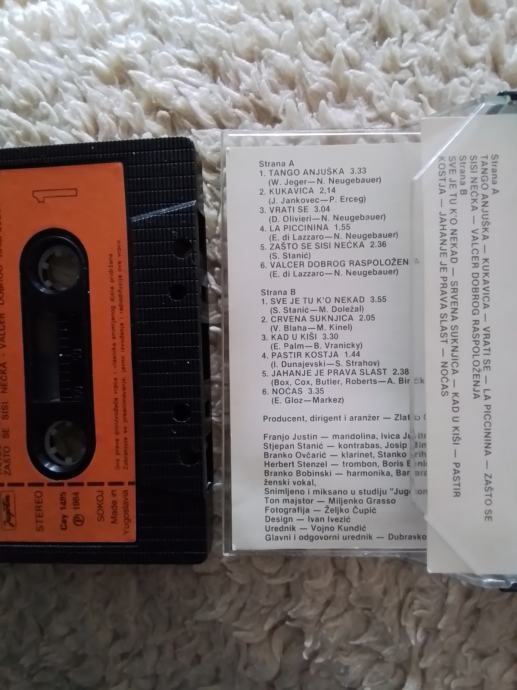 Strana A
1. TANGO ANJUŠKA 3.33
(W. Jeger—N. Neugebauer)
2. KUKAVICA 2,14
(J. Jankovec—P. Erceg)
3. VRATI SE 3.04
(D. Olivieri—N. Neugebauer)
4. LA PICCININA 1.55
(E. di Lazzaro—N. Neugebauer)
5. ZAŠTO SE SISI NEĆKA 2.36
(S. Stanić)
6. VALCER DOBROG RASPOLOŽEN
(E. di Lazzaro—N. Neugebauer)
Strana B
1. SVE JE TU K'O NEKAD 3.55
(S. Stanic—M. Doležal)
2. CRVENA SUKNJICA 2.05
(V. Blaha—M. Kinel)
3. KAD U KIŠI 3.30
(E. Palm—B. Vranicky)
4. PASTIR KOSTJA 1.44
(I. Dunajevski—S. Strahov)
5. JAHANJE JE PRAVA SLAST 2.38
(Box, Cox, Butler, Roberts—A.
6. NOĆAS 3.35
(E. Gloz—Markez)
Producent, dirigent i aranžer —
Franjo Justin — mandolina, Ivica
Stjepan Stanić — kontrabas, Josip
Branko Ovčarić — klarinet, Stanko
Herbert Stenzel — trombon, Boris
Branko Bobinski — harmonika,
ženski vokal,
Snimljeno i miksano u studiju
Ton majstor — Miljenko Grasso
Fotografija — Željko Čupić
Design — Ivan Ivezić
Urednik — Vojno Kundić
Glavni i odgovorni urednik — Dubravko
Strana A
TANGO ANJUŠKA — KUKAVICA — VRATI SE — LA PICCININA — ZAŠTO SE
SISI NEĆKA — VALCER DOBROG RASPOLOŽENJA
Strana B
SVE JE TU K'O NEKAD — SRVENA SUKNJICA — KAD U KIŠI — PASTIR
KOSTJA — JAHANJE JE PRAVA SLAST — NOĆAS
1
ZAŠTO SE SISI NEĆKA · VALCER DOBROG
STEREO
℗ 1984
SOKOJ
Made in
Yugoslavia